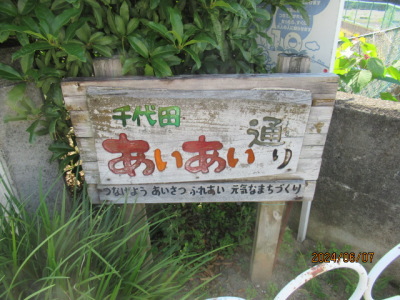 千代田
あいあい通り
つなげよう あいさつ ふれあい 元気なまちづくり
2024/06/07